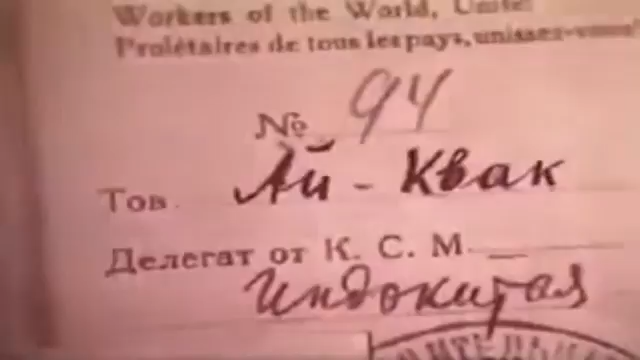 Workers of the World, Unite!
Prolétaires de tous les pays, unissez-vous!
№ 94
Тов. Ай - Квак
Делегат от К. С. М.
Индокитая